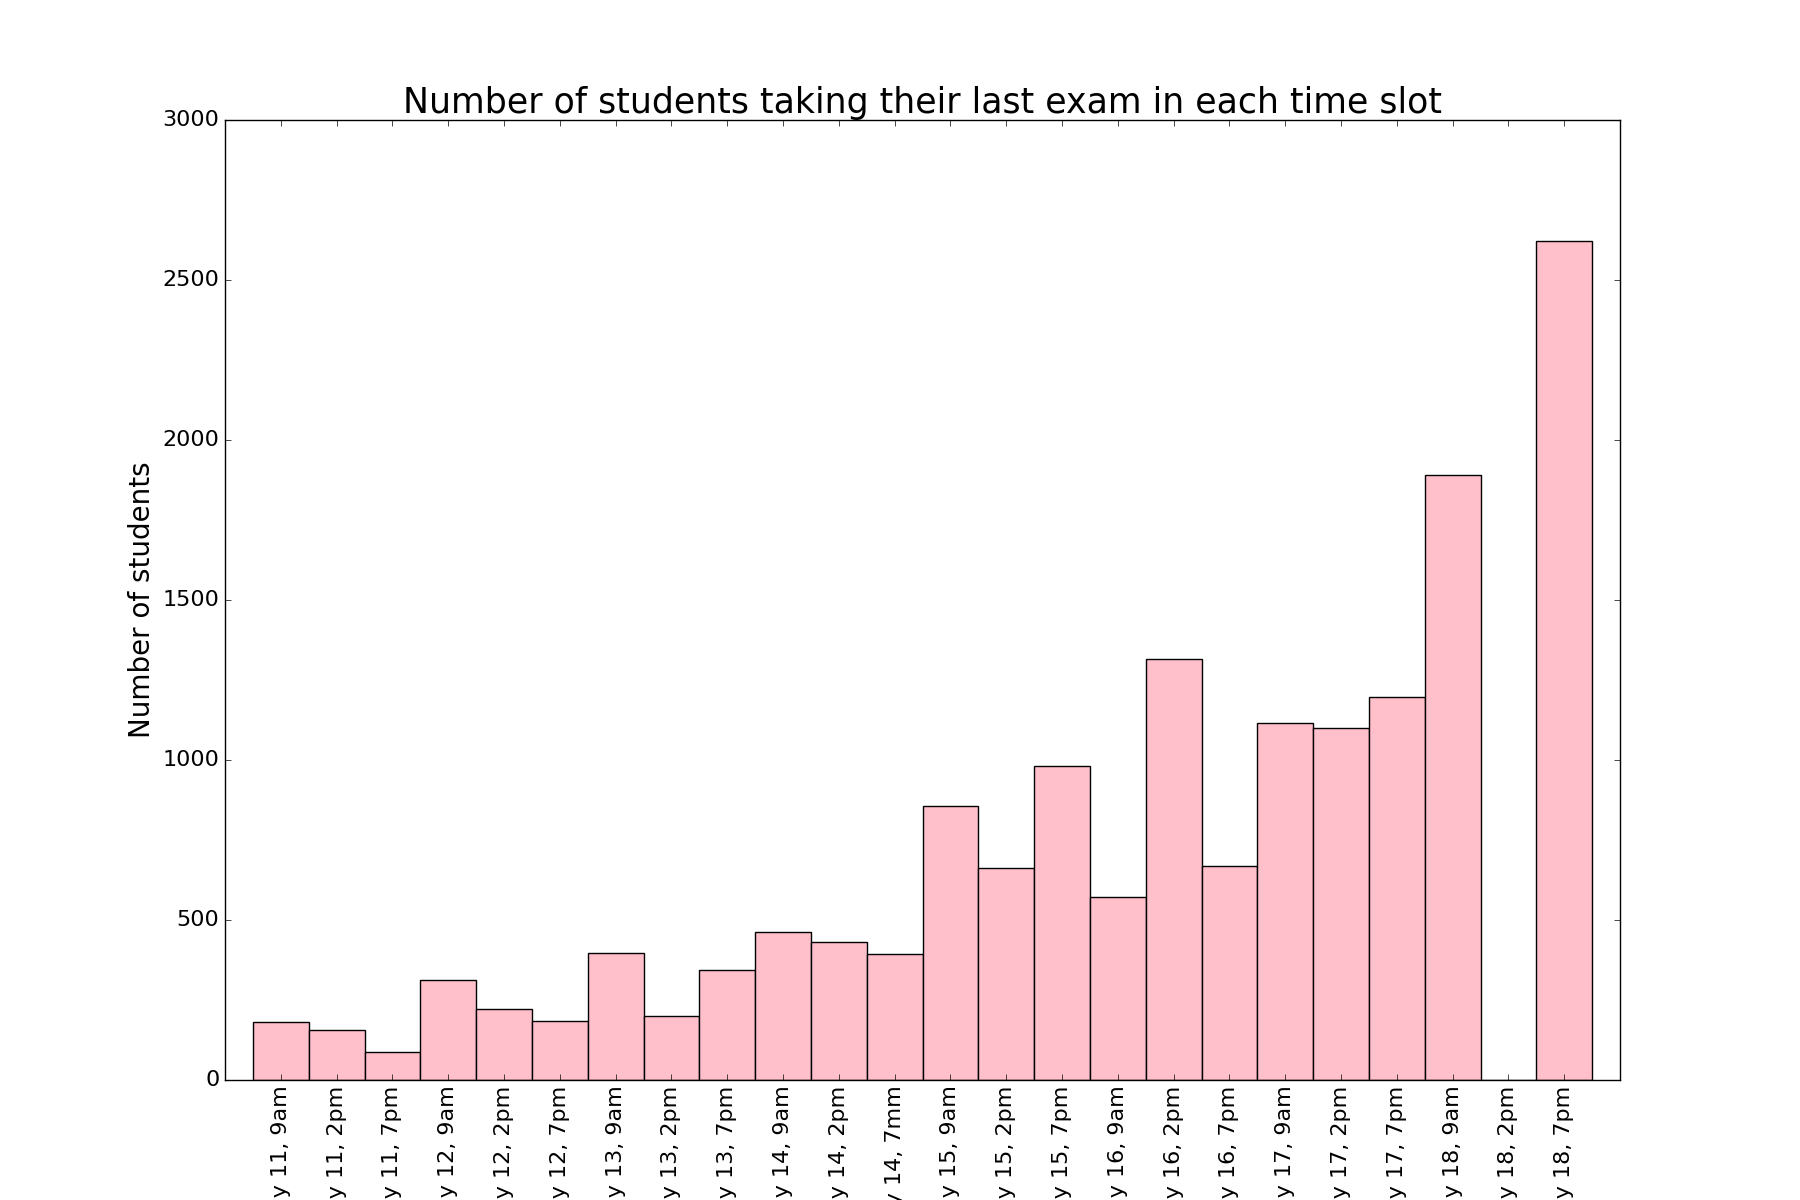 Number of students taking their last exam in each time slot
3000
2500
2000
1500
1000
500
0
Number of students
y 11, 9am
y 11, 2pm
y 11, 7pm
y 12, 9am
y 12, 2pm
y 12, 7pm
y 13, 9am
y 13, 2pm
y 13, 7pm
y 14, 9am
y 14, 2pm
y 14, 7mm
y 15, 9am
y 15, 2pm
y 15, 7pm
y 16, 9am
y 16, 2pm
y 16, 7pm
y 17, 9am
y 17, 2pm
y 17, 7pm
y 18, 9am
y 18, 2pm
y 18, 7pm